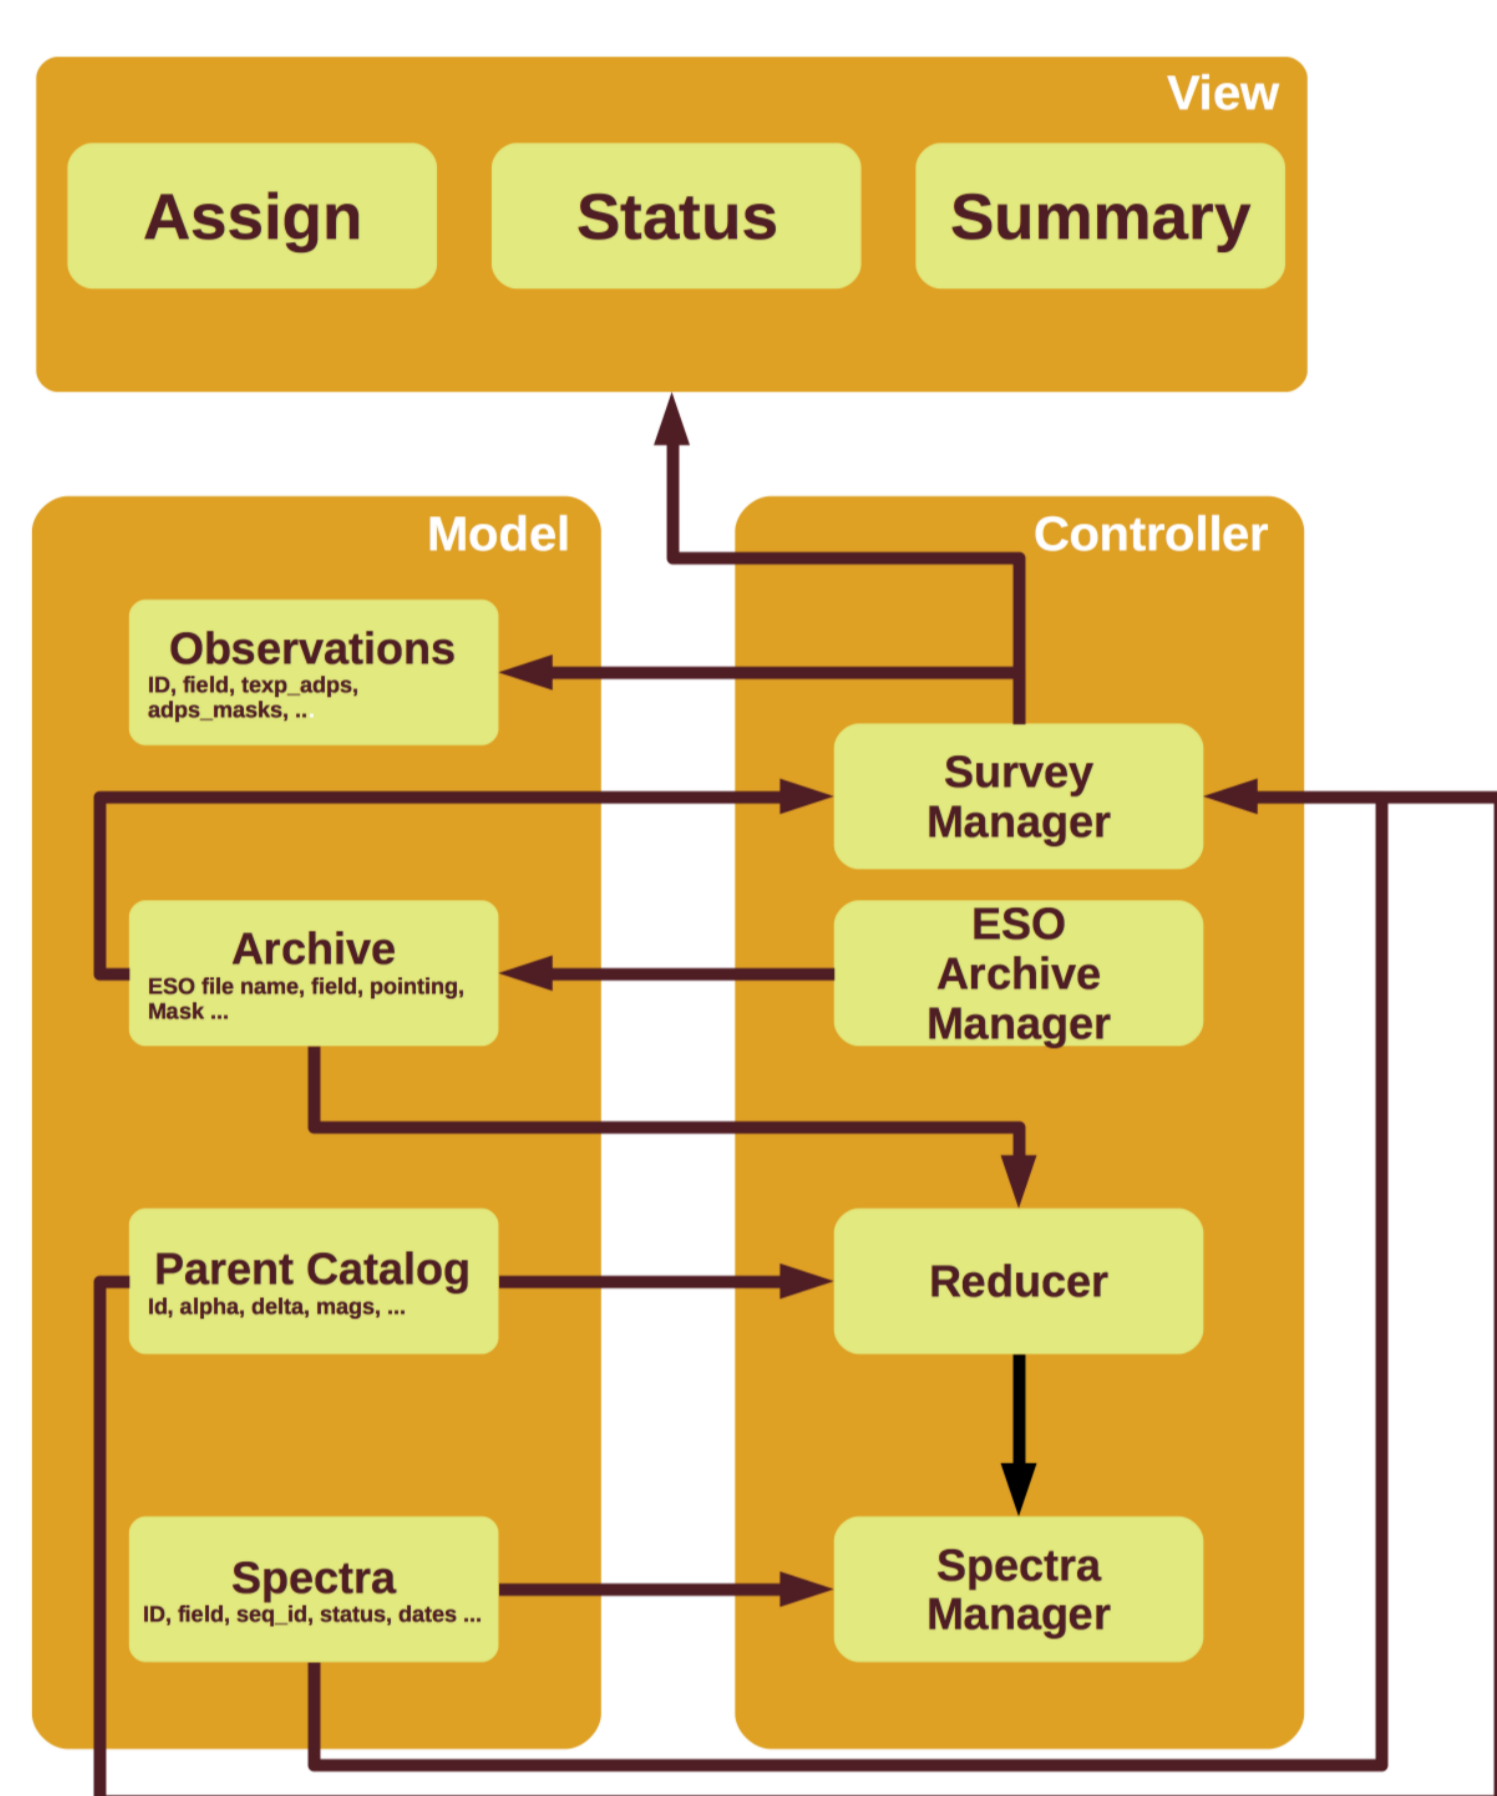 View
Assign
Status
Summary
Model
Controller
Observations
ID, field, texp_adps,
adps_masks, ...
Survey
Manager
Archive
ESO file name, field, pointing,
Mask ...
ESO
Archive
Manager
Parent Catalog
Id, alpha, delta, mags, ...
Reducer
Spectra
ID, field, seq_id, status, dates ...
Spectra
Manager